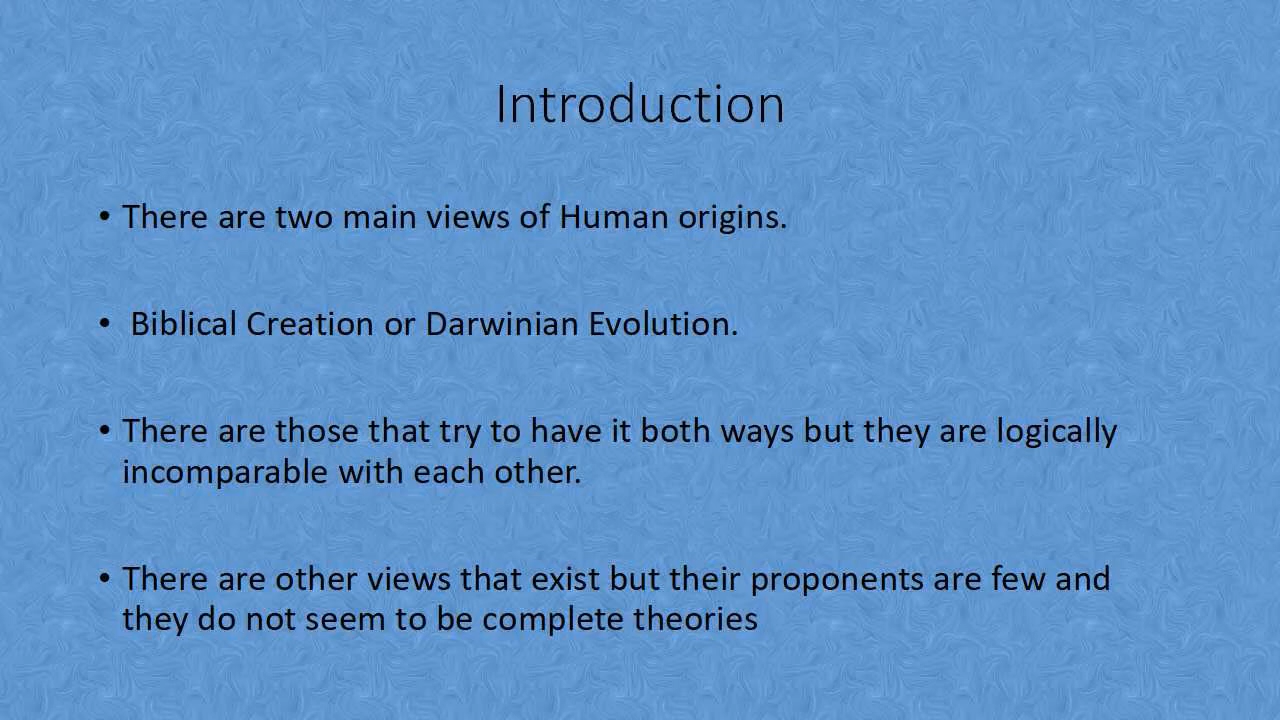 Introduction
• There are two main views of Human origins.
• Biblical Creation or Darwinian Evolution.
• There are those that try to have it both ways but they are logically
incomparable with each other.
• There are other views that exist but their proponents are few and
they do not seem to be complete theories